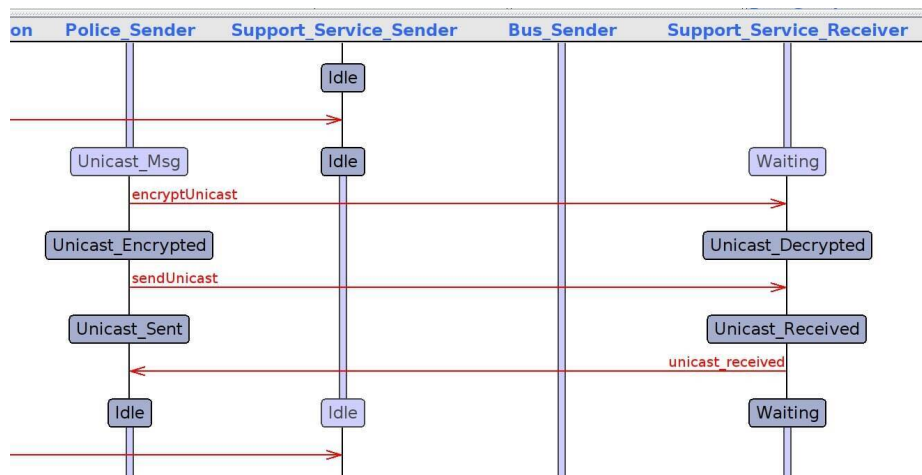 on Police_Sender Support_Service_Sender Bus_Sender Support_Service_Receiver
Idle
Unicast_Msg Idle Waiting
encryptUnicast
Unicast_Encrypted Unicast_Decrypted
sendUnicast
Unicast_Sent Unicast_Received
unicast_received
Idle Idle Waiting